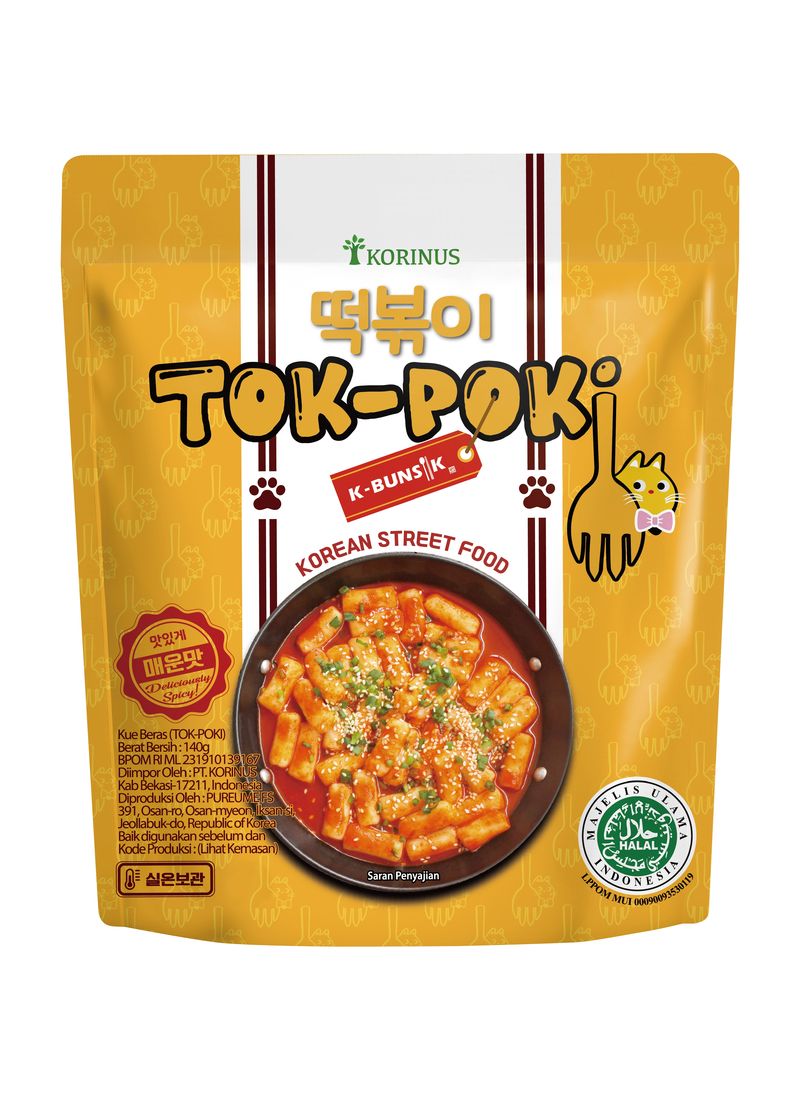 KORINUS
떡볶이
TOK-POKi
K-BUNSIK
KOREAN STREET FOOD
맛있게
매운맛
Deliciously
Spicy!
Kue Beras (TOK-POKI)
Berat Bersih : 140g
BPOM RI ML 231910139167
Diimpor Oleh : PT. KORINUS
Kab Bekasi-17211, Indonesia
Diproduksi Oleh : PUREUME FS
391, Osan-ro, Osan-myeon, Iksan-si,
Jeollabuk-do, Republic of Korea
Baik digunakan sebelum dan
Kode Produksi : (Lihat Kemasan)
실온보관
Saran Penyajian
MAJELIS ULAMA
حلال
HALAL
INDONESIA
LPPOM MUI 00090093530119